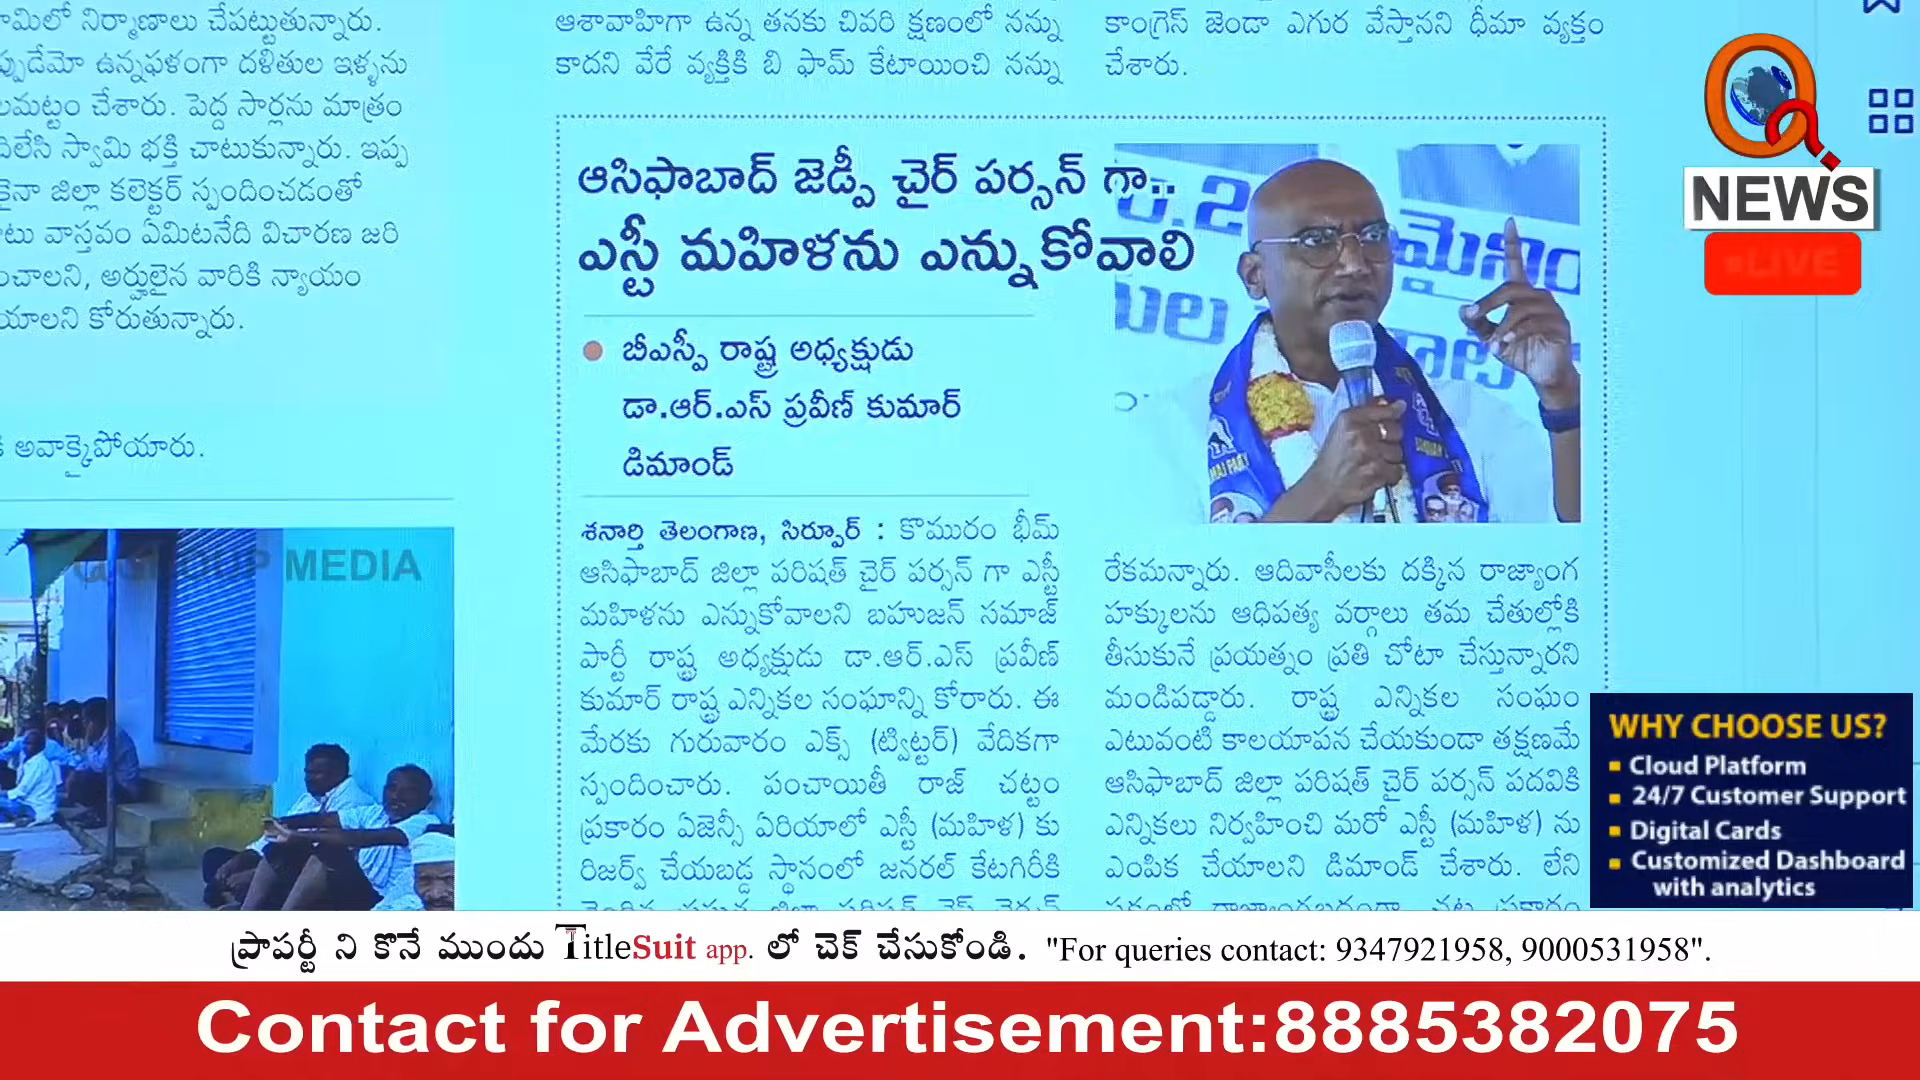 నిర్మాణాలు చేపట్టుతున్నారు.
ఉన్నఫళంగా దళితుల ఇళ్ళను
చేశారు. పెద్ద సార్లను మాత్రం
స్వామి భక్తి చాటుకున్నారు. ఇప్ప
జిల్లా కలెక్టర్ స్పందించడంతో
వాస్తవం ఏమిటనేది విచారణ జరి
అర్హులైన వారికి న్యాయం
కోరుతున్నారు.
అవాక్కైపోయారు.
GROUP MEDIA
ఆశావాహిగా ఉన్న తనకు చివరి క్షణంలో నన్ను
కాదని వేరే వ్యక్తికి బి ఫామ్ కేటాయించి నన్ను
కాంగ్రెస్ జెండా ఎగుర వేస్తానని ధీమా వ్యక్తం
చేశారు.
ఆసిఫాబాద్ జెడ్పీ చైర్ పర్సన్ గా..
ఎస్టీ మహిళను ఎన్నుకోవాలి
బీఎస్పీ రాష్ట్ర అధ్యక్షుడు
డా.ఆర్.ఎస్ ప్రవీణ్ కుమార్
డిమాండ్
శనార్తి తెలంగాణ, సిర్పూర్ : కొమురం భీమ్
ఆసిఫాబాద్ జిల్లా పరిషత్ చైర్ పర్సన్ గా ఎస్టీ
మహిళను ఎన్నుకోవాలని బహుజన్ సమాజ్
పార్టీ రాష్ట్ర అధ్యక్షుడు డా.ఆర్.ఎస్ ప్రవీణ్
కుమార్ రాష్ట్ర ఎన్నికల సంఘాన్ని కోరారు. ఈ
మేరకు గురువారం ఎక్స్ (ట్విట్టర్) వేదికగా
స్పందించారు. పంచాయితీ రాజ్ చట్టం
ప్రకారం ఏజెన్సీ ఏరియాలో ఎస్టీ (మహిళ) కు
రిజర్వ్ చేయబడ్డ స్థానంలో జనరల్ కేటగిరీకి
మైనిం
రేకమన్నారు. ఆదివాసీలకు దక్కిన రాజ్యాంగ
హక్కులను ఆధిపత్య వర్గాలు తమ చేతుల్లోకి
తీసుకునే ప్రయత్నం ప్రతి చోటా చేస్తున్నారని
మండిపడ్డారు. రాష్ట్ర ఎన్నికల సంఘం
ఎటువంటి కాలయాపన చేయకుండా తక్షణమే
ఆసిఫాబాద్ జిల్లా పరిషత్ చైర్ పర్సన్ పదవికి
ఎన్నికలు నిర్వహించి మరో ఎస్టీ (మహిళ) ను
ఎంపిక చేయాలని డిమాండ్ చేశారు. లేని
Q
NEWS
LIVE
WHY CHOOSE US?
Cloud Platform
24/7 Customer Support
Digital Cards
Customized Dashboard
with analytics
ప్రాపర్టీ ని కొనే ముందు TitleSuit app. లో చెక్ చేసుకోండి. "For queries contact: 9347921958, 9000531958".
Contact for Advertisement:8885382075